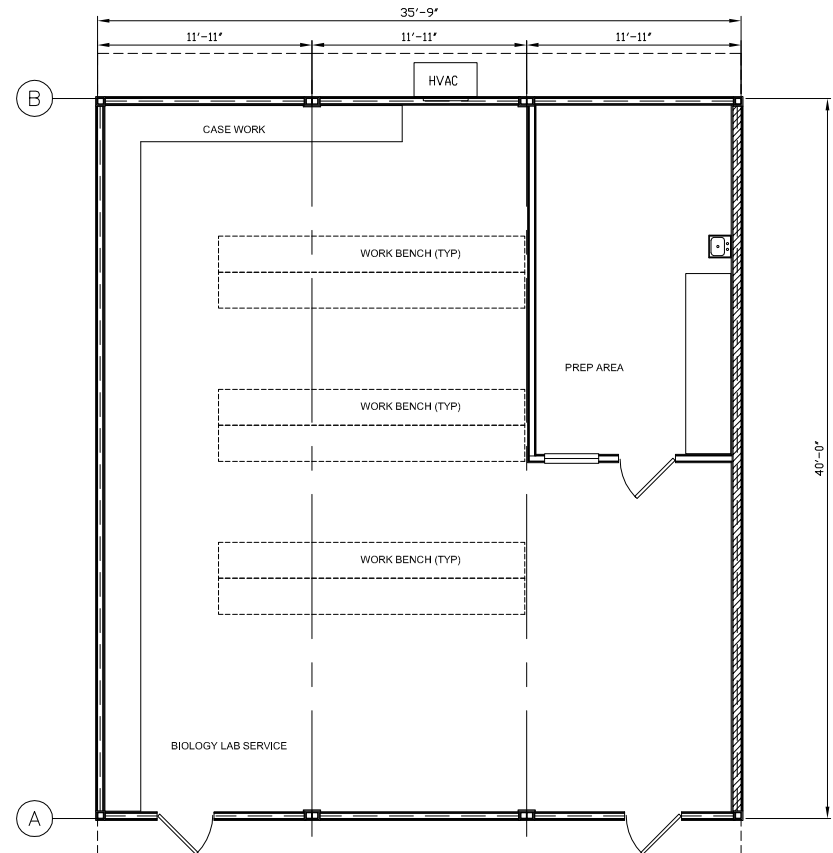 35'-9"
11'-11" 11'-11" 11'-11"
HVAC
B
CASE WORK
WORK BENCH (TYP)
PREP AREA
WORK BENCH (TYP)
40'-0"
WORK BENCH (TYP)
BIOLOGY LAB SERVICE
A